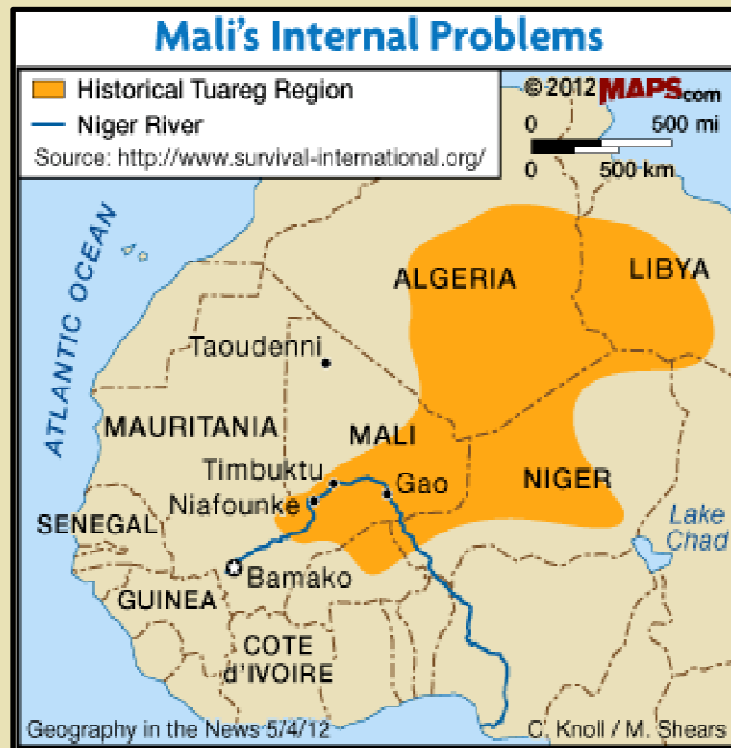 Mali's Internal Problems
Historical Tuareg Region
Niger River
Source: http://www.survival-international.org/
©2012 MAPS.com
0 500 mi
0 500 km
ATLANTIC OCEAN
ALGERIA
LIBYA
Taoudenni
MAURITANIA
MALI
Timbuktu
Gao
NIGER
Niafounke
SENEGAL
Lake
Chad
Bamako
GUINEA
COTE
d'IVOIRE
Geography in the News 5/4/12
C. Knoll / M. Shears